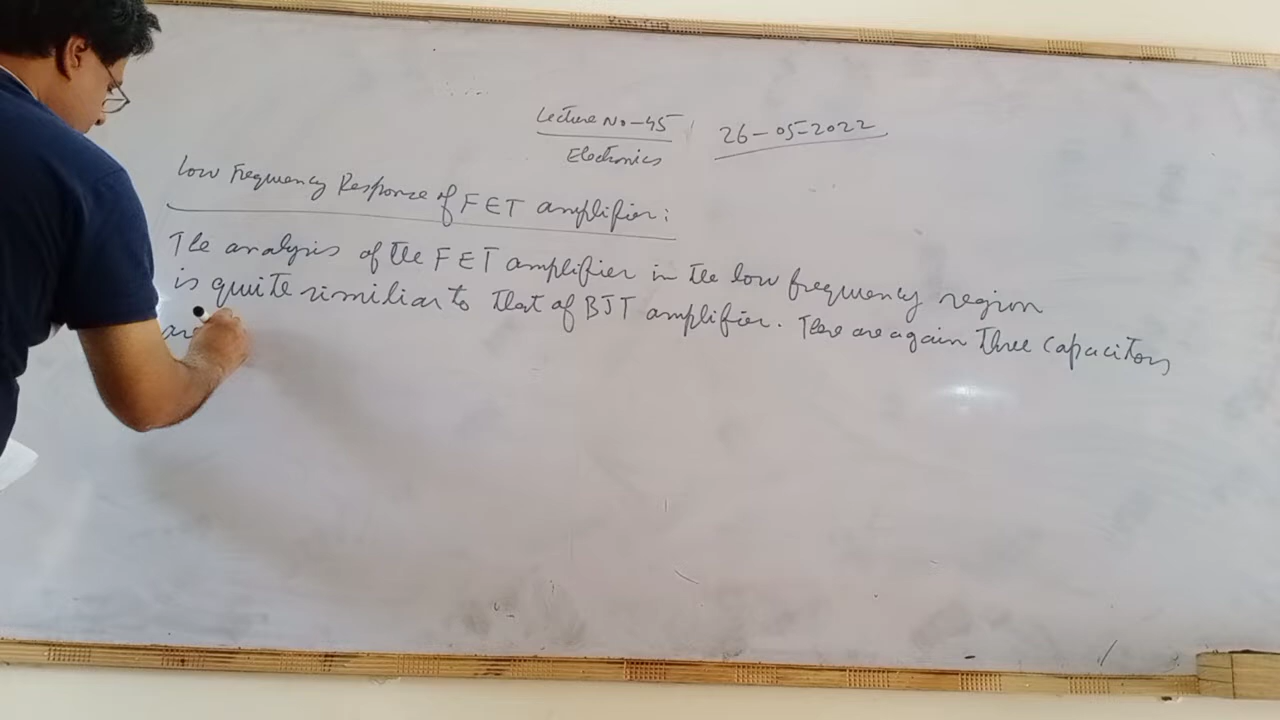 Lecture No-45
26-05-2022
Electronics
Low Frequency Response of FET amplifier:
The analysis of the FET amplifier in the low frequency region
is quite similiar to that of BJT amplifier. There are again three capacitors
are